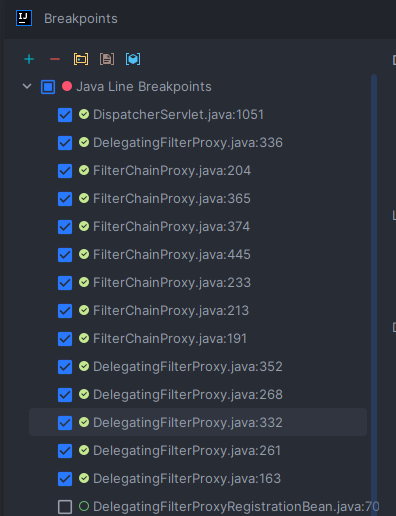 IJ
Breakpoints
Java Line Breakpoints
DispatcherServlet.java:1051
DelegatingFilterProxy.java:336
FilterChainProxy.java:204
FilterChainProxy.java:365
FilterChainProxy.java:374
FilterChainProxy.java:445
FilterChainProxy.java:233
FilterChainProxy.java:213
FilterChainProxy.java:191
DelegatingFilterProxy.java:352
DelegatingFilterProxy.java:268
DelegatingFilterProxy.java:332
DelegatingFilterProxy.java:261
DelegatingFilterProxy.java:163
DelegatingFilterProxyRegistrationBean.java:70